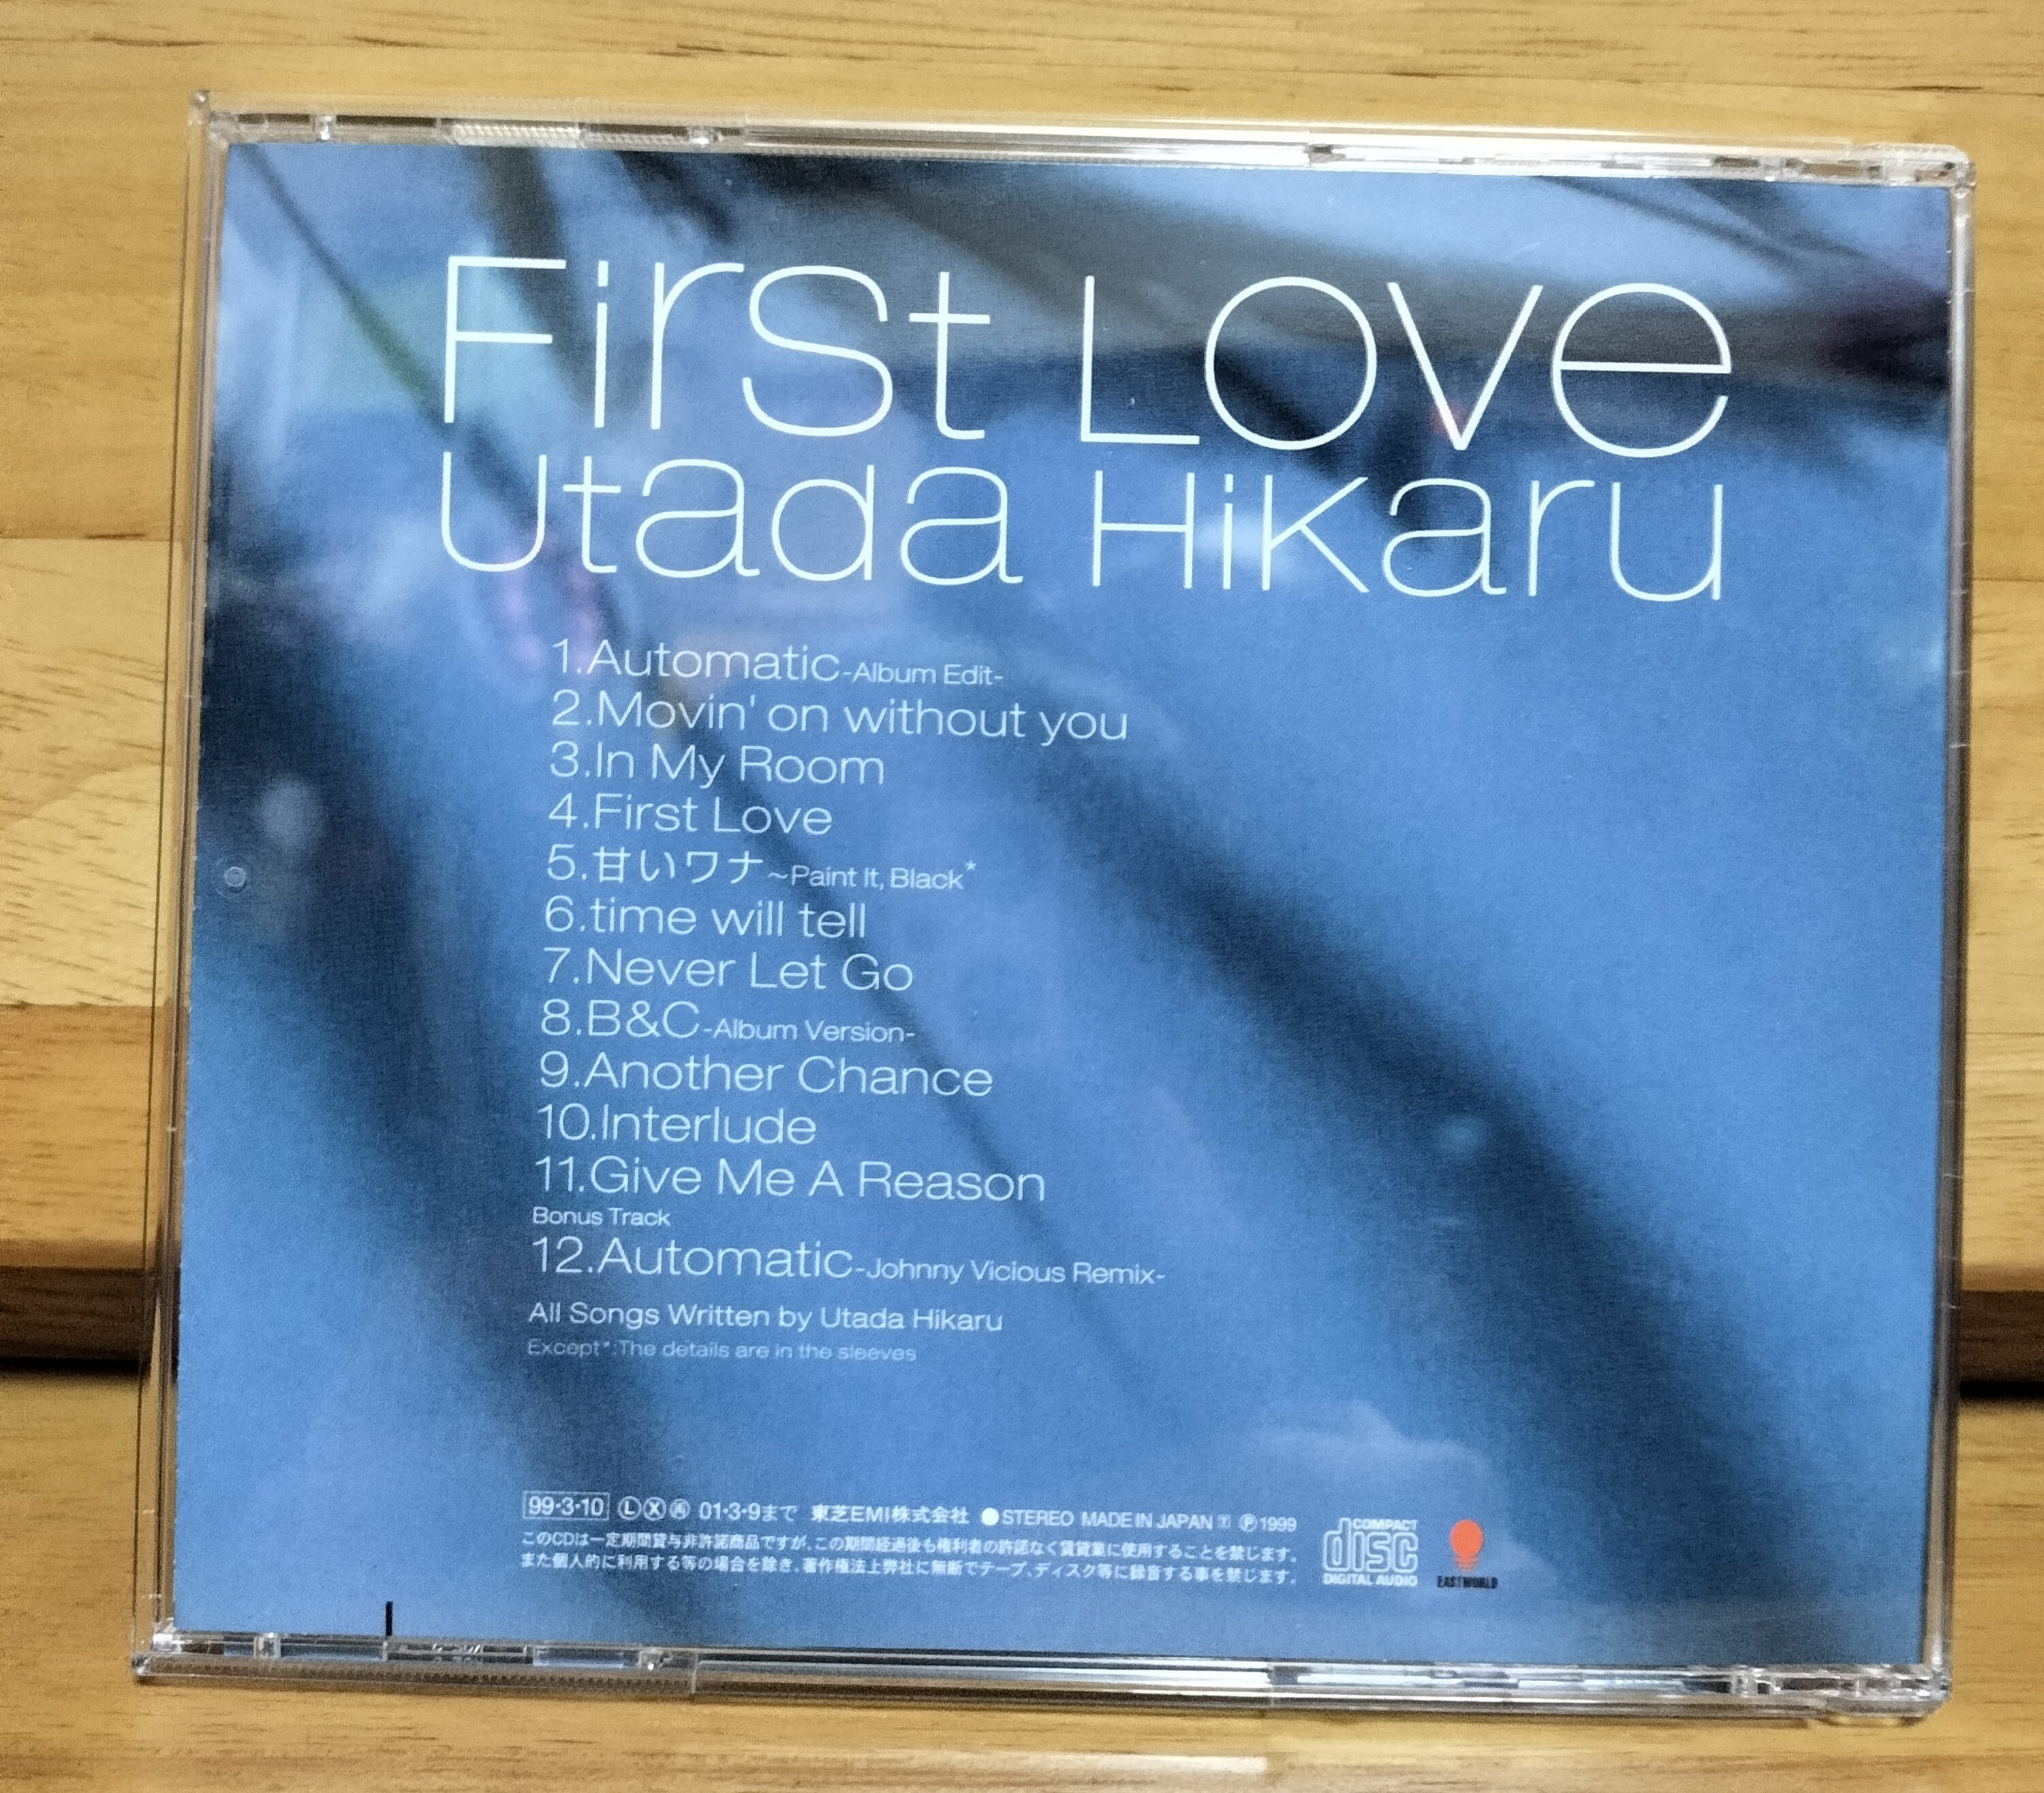 First Love
Utada Hikaru
1.Automatic-Album Edit-
2.Movin' on without you
3.In My Room
4.First Love
5.甘いワナ~Paint It, Black*
6.time will tell
7.Never Let Go
8.B&C-Album Version-
9.Another Chance
10.Interlude
11.Give Me A Reason
Bonus Track
12.Automatic-Johnny Vicious Remix-
All Songs Written by Utada Hikaru
Except*:The details are in the sleeves
99・3・10 Ⓛ Ⓧ 01・3・9まで 東芝EMI株式会社 ●STEREO MADE IN JAPAN Ⓣ Ⓟ1999
このCDは一定期間貸与非許諾商品ですが、この期間経過後も権利者の許諾なく賃貸業に使用することを禁じます。
また個人的に利用する等の場合を除き、著作権法上弊社に無断でテープ、ディスク等に録音する事を禁じます。
COMPACT
disc
DIGITAL AUDIO
EASTWORLD